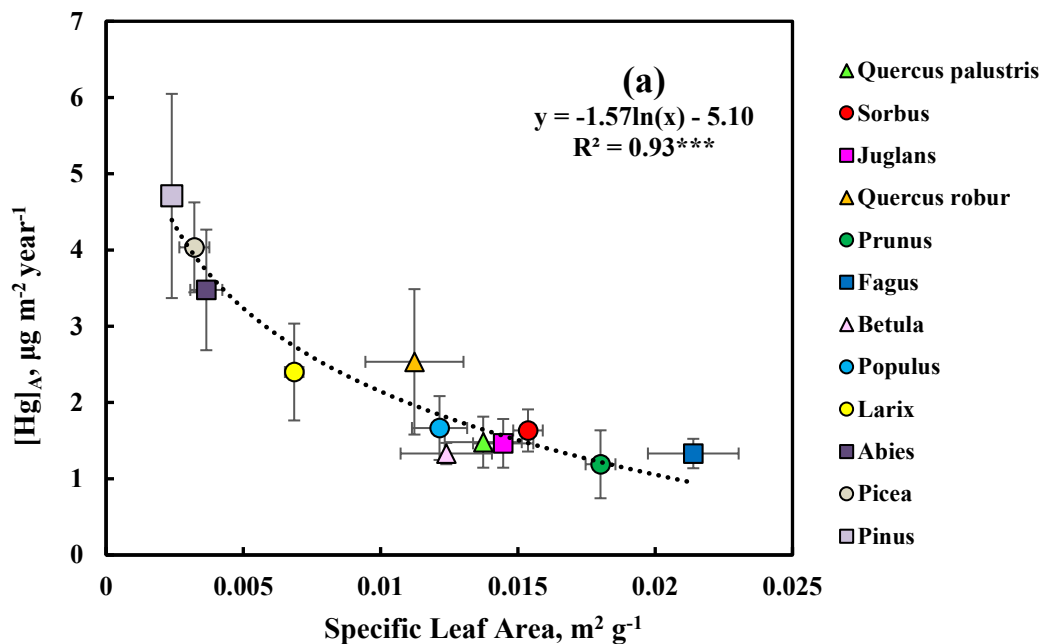 (a)
y = -1.57ln(x) - 5.10
R² = 0.93***
7
6
5
4
3
2
1
0
[Hg]A, µg m-2 year-1
0
0.005
0.01
0.015
0.02
0.025
Specific Leaf Area, m2 g-1
Quercus palustris
Sorbus
Juglans
Quercus robur
Prunus
Fagus
Betula
Populus
Larix
Abies
Picea
Pinus